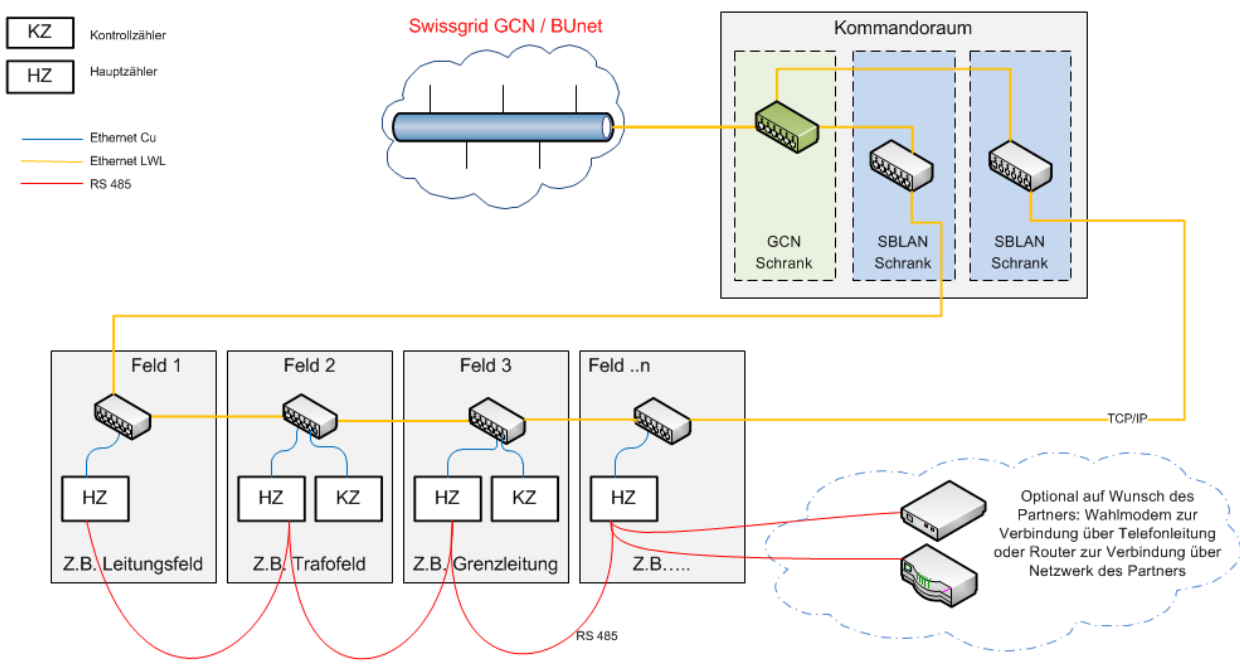 KZ
Kontrollzähler
HZ
Hauptzähler
Ethernet Cu
Ethernet LWL
RS 485
Swissgrid GCN / BUnet
Kommandoraum
GCN
Schrank
SBLAN
Schrank
SBLAN
Schrank
Feld 1
Feld 2
Feld 3
Feld ..n
TCP/IP
HZ
HZ
KZ
HZ
KZ
HZ
Z.B. Leitungsfeld
Z.B. Trafofeld
Z.B. Grenzleitung
Z.B.....
Optional auf Wunsch des
Partners: Wahlmodem zur
Verbindung über Telefonleitung
oder Router zur Verbindung über
Netzwerk des Partners
RS 485